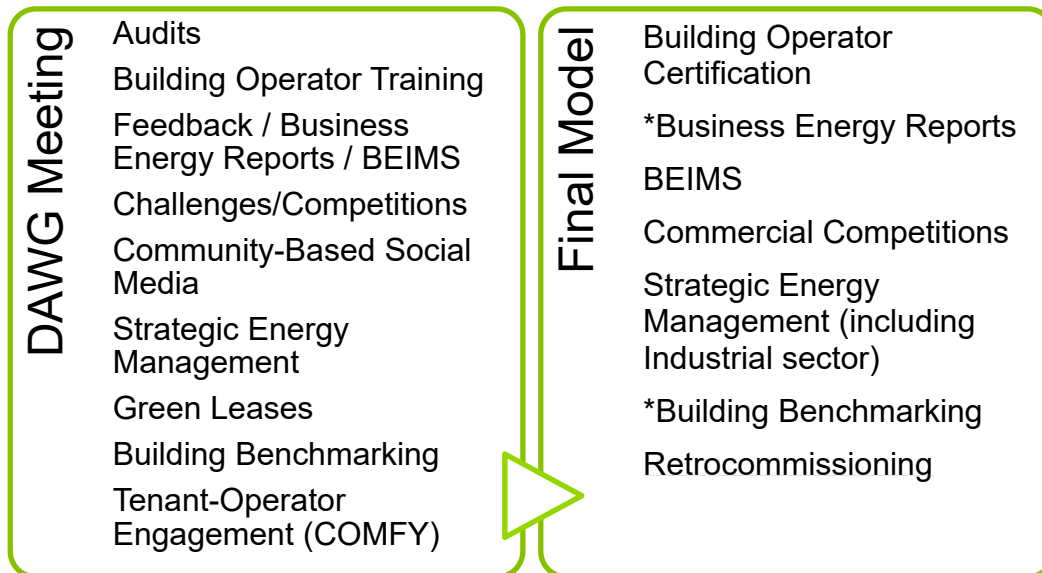 DAWG Meeting
Audits
Building Operator Training
Feedback / Business
Energy Reports / BEIMS
Challenges/Competitions
Community-Based Social
Media
Strategic Energy
Management
Green Leases
Building Benchmarking
Tenant-Operator
Engagement (COMFY)
Final Model
Building Operator
Certification
*Business Energy Reports
BEIMS
Commercial Competitions
Strategic Energy
Management (including
Industrial sector)
*Building Benchmarking
Retrocommissioning